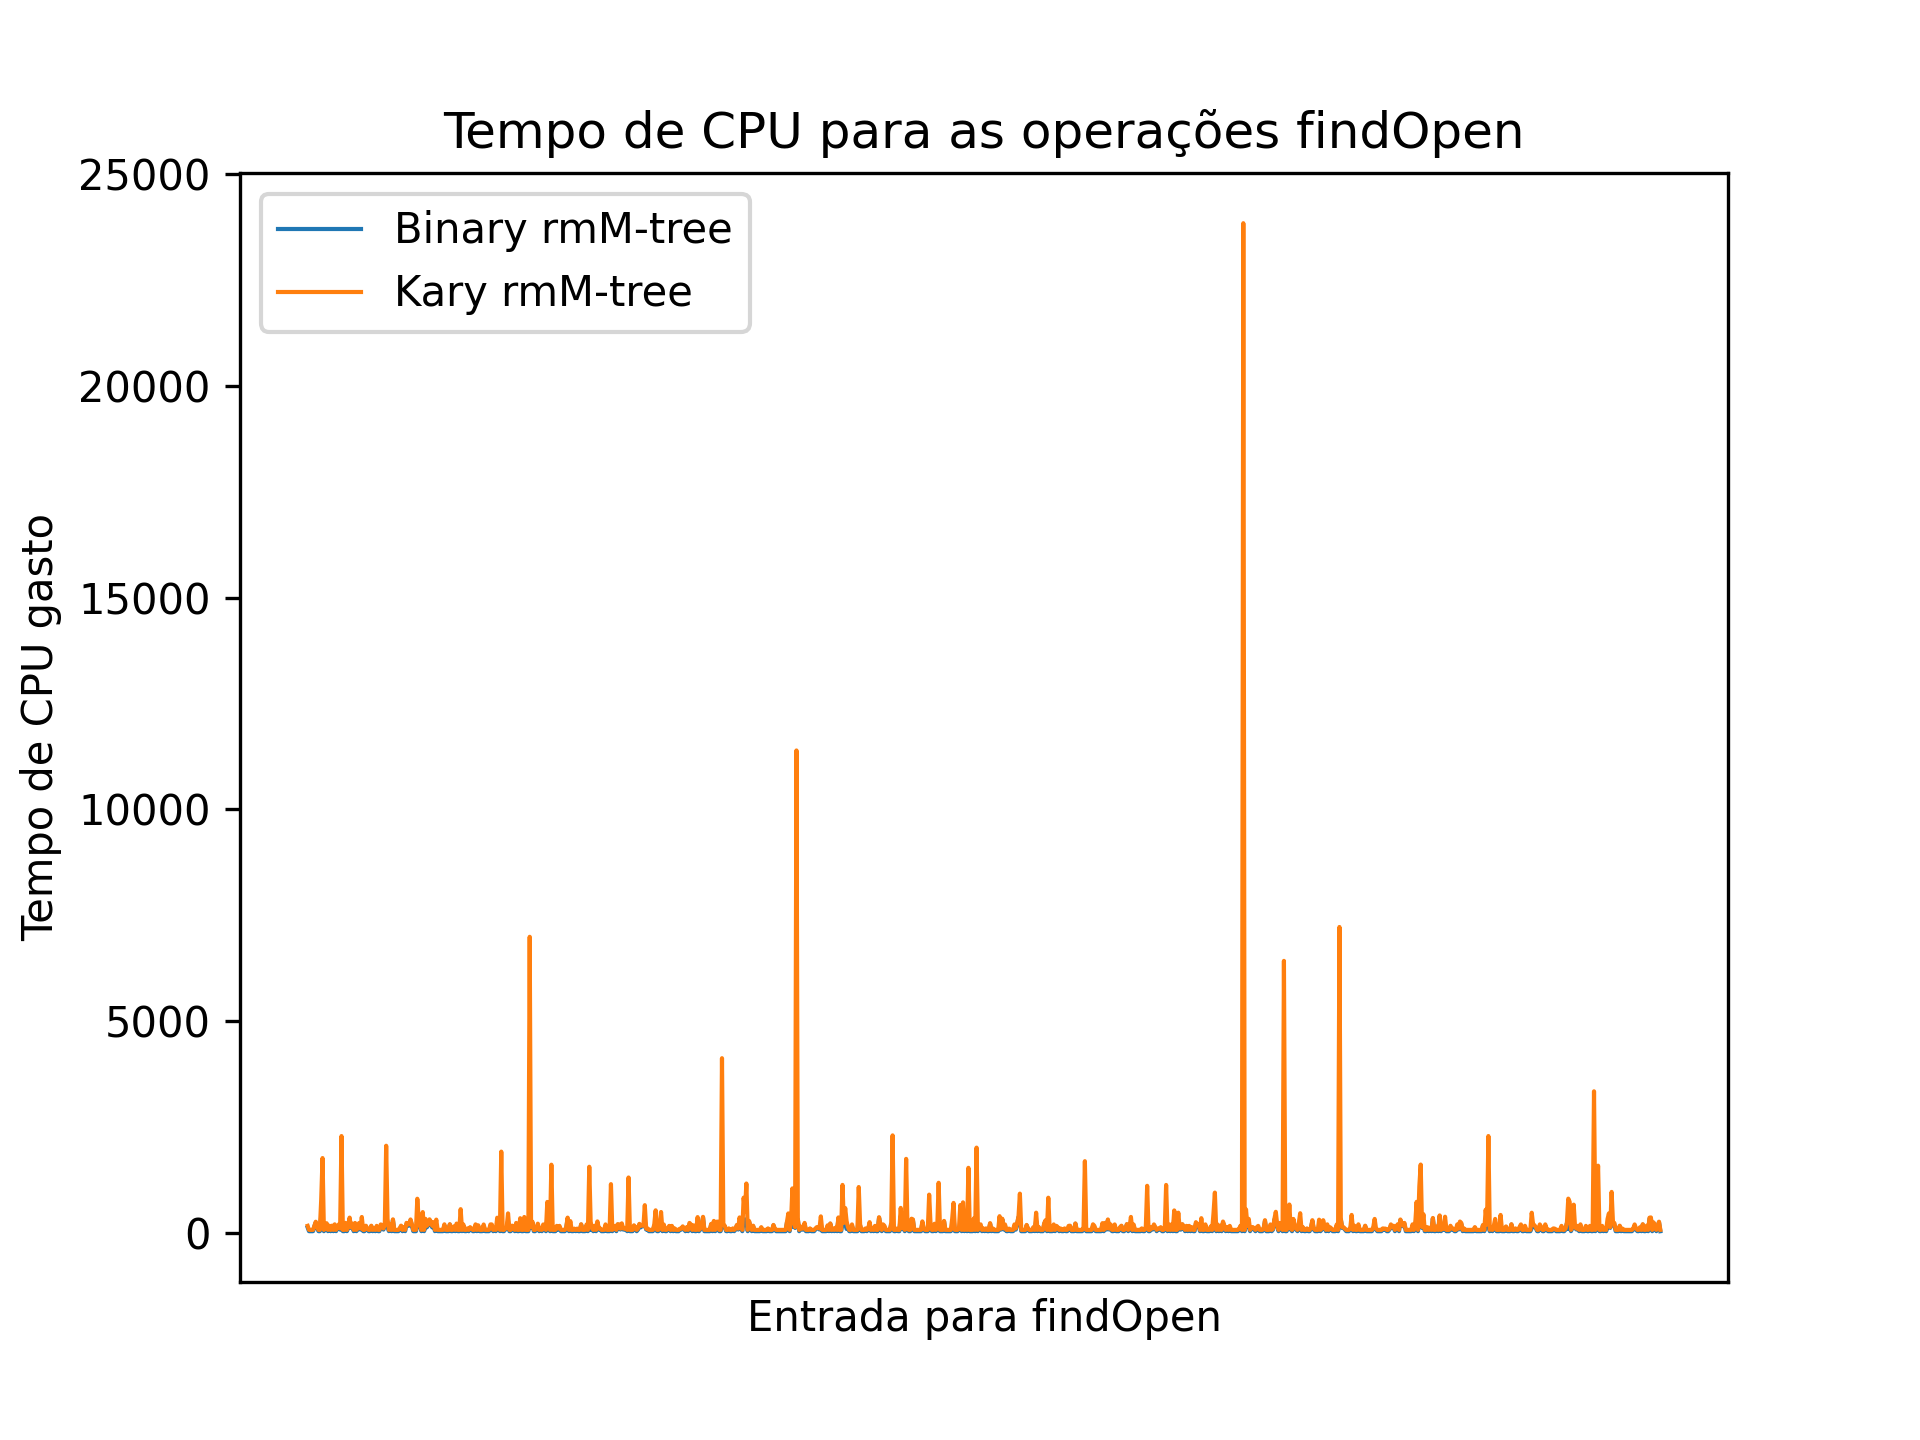 Tempo de CPU para as operações findOpen
25000
20000
15000
10000
5000
0
Tempo de CPU gasto
Binary rmM-tree
Kary rmM-tree
Entrada para findOpen